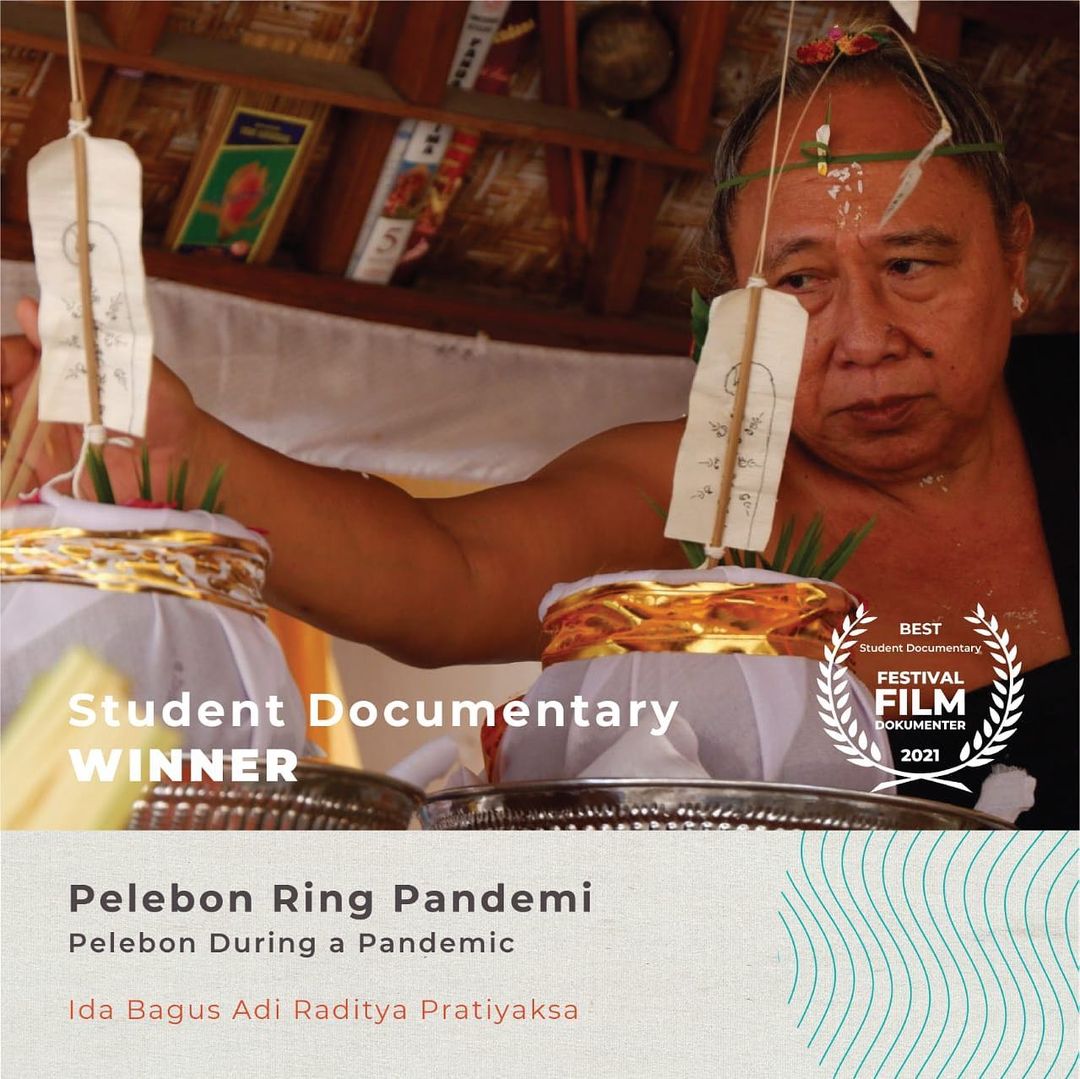 5
Student Documentary
WINNER
BEST
Student Documentary
FESTIVAL
FILM
DOKUMENTER
2021
Pelebon Ring Pandemi
Pelebon During a Pandemic
Ida Bagus Adi Raditya Pratiyaksa